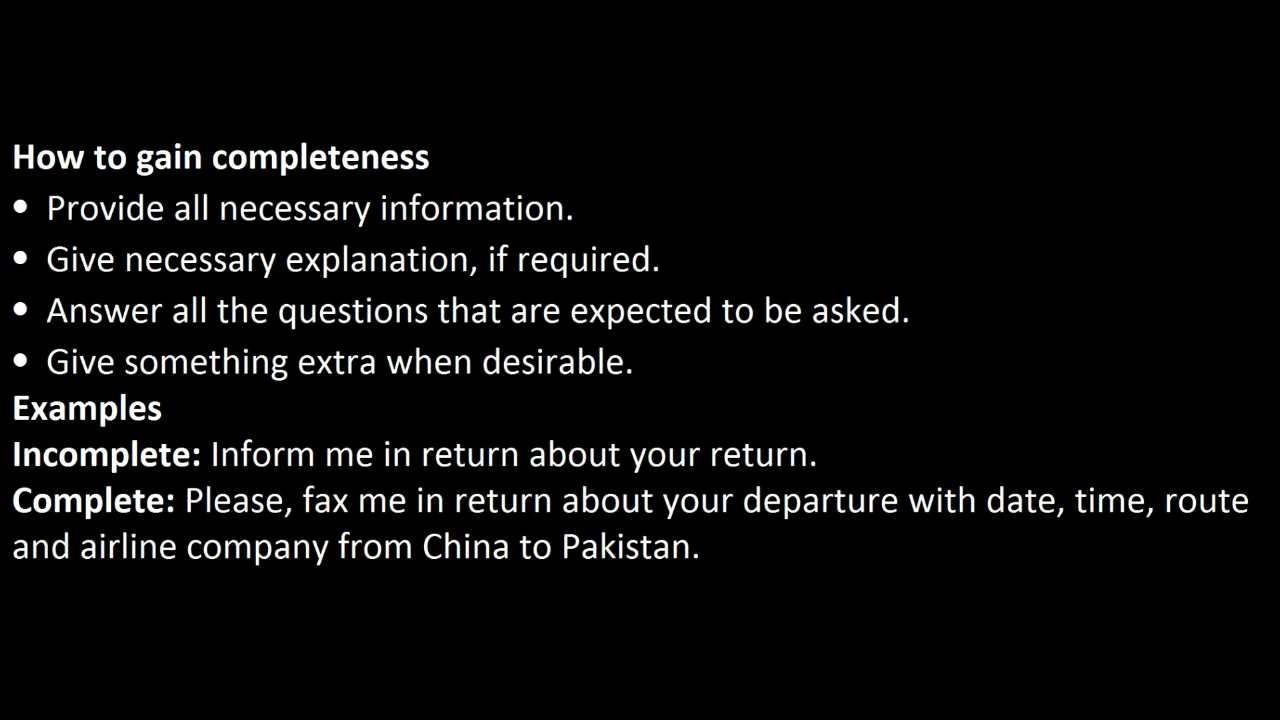 How to gain completeness
• Provide all necessary information.
• Give necessary explanation, if required.
• Answer all the questions that are expected to be asked.
• Give something extra when desirable.
Examples
Incomplete: Inform me in return about your return.
Complete: Please, fax me in return about your departure with date, time, route
and airline company from China to Pakistan.